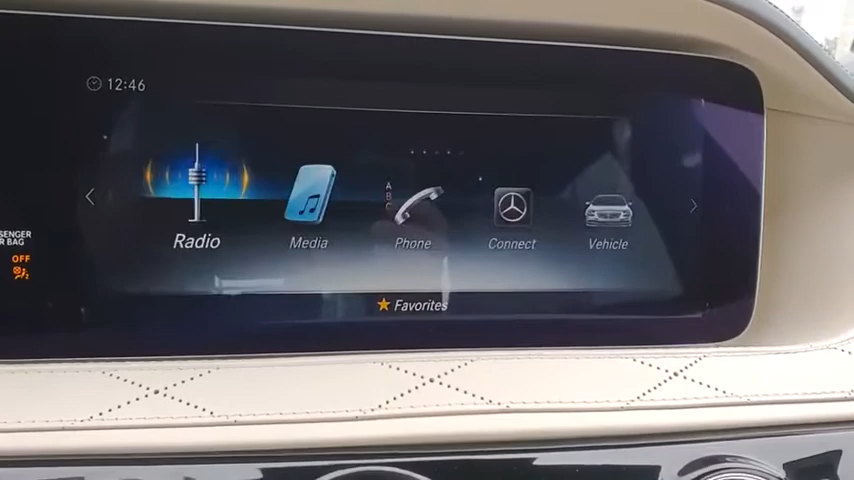 12:46
A
B
C
Radio
Media
Phone
Connect
Vehicle
SENGER
R BAG
OFF
Favorites